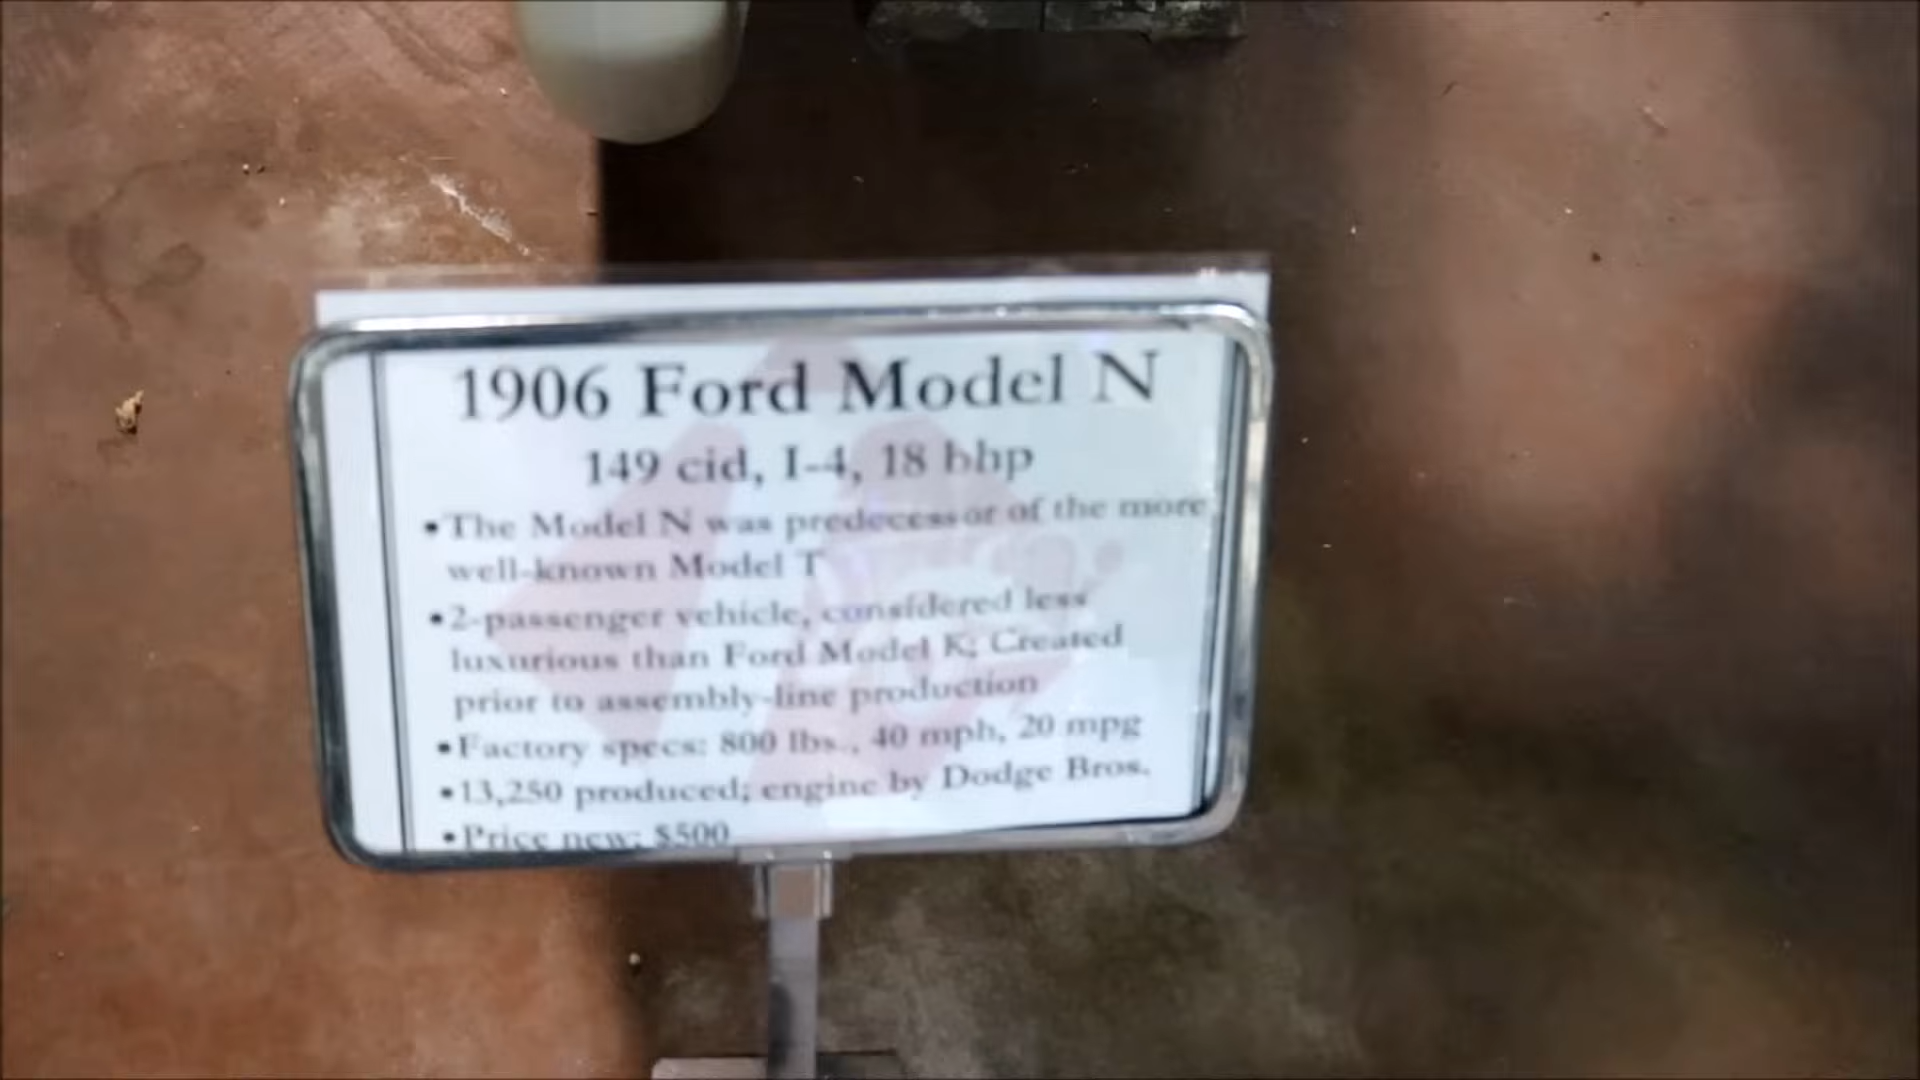 1906 Ford Model N
149 cid, I-4, 18 bhp
•The Model N was predecessor of the more
well-known Model T
•2-passenger vehicle, considered less
luxurious than Ford Model K; Created
prior to assembly-line production
•Factory specs: 800 lbs., 40 mph, 20 mpg
•13,250 produced; engine by Dodge Bros.
•Price new: $500